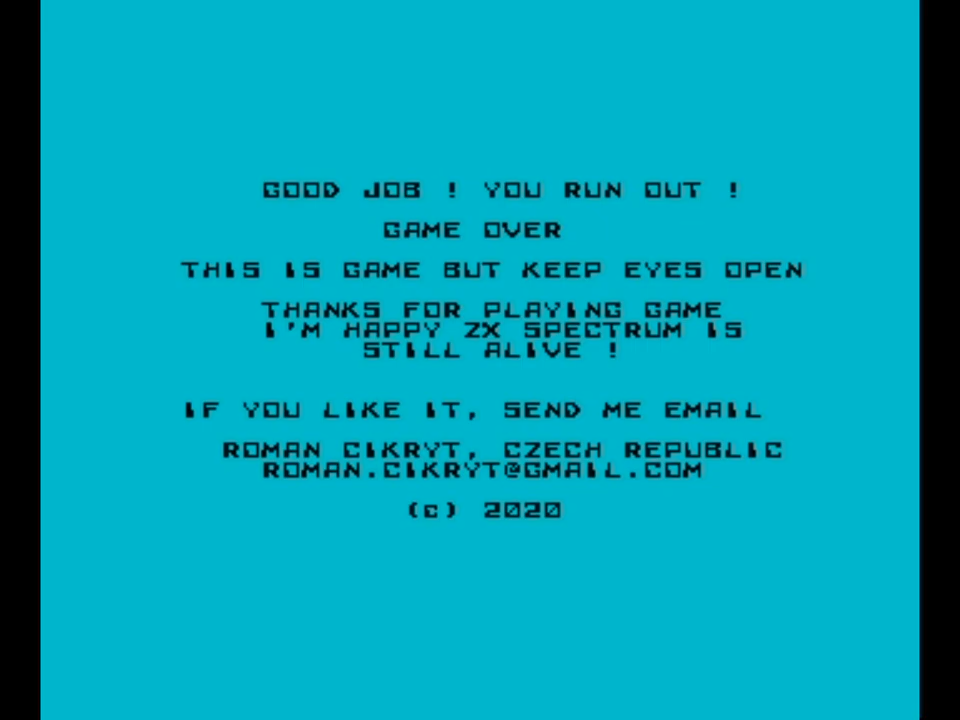 GOOD JOB ! YOU RUN OUT !
GAME OVER
THIS IS GAME BUT KEEP EYES OPEN
THANKS FOR PLAYING GAME
I'M HAPPY ZX SPECTRUM IS
STILL ALIVE !
IF YOU LIKE IT, SEND ME EMAIL
ROMAN CIKRYT, CZECH REPUBLIC
ROMAN.CIKRYT@GMAIL.COM
(c) 2020